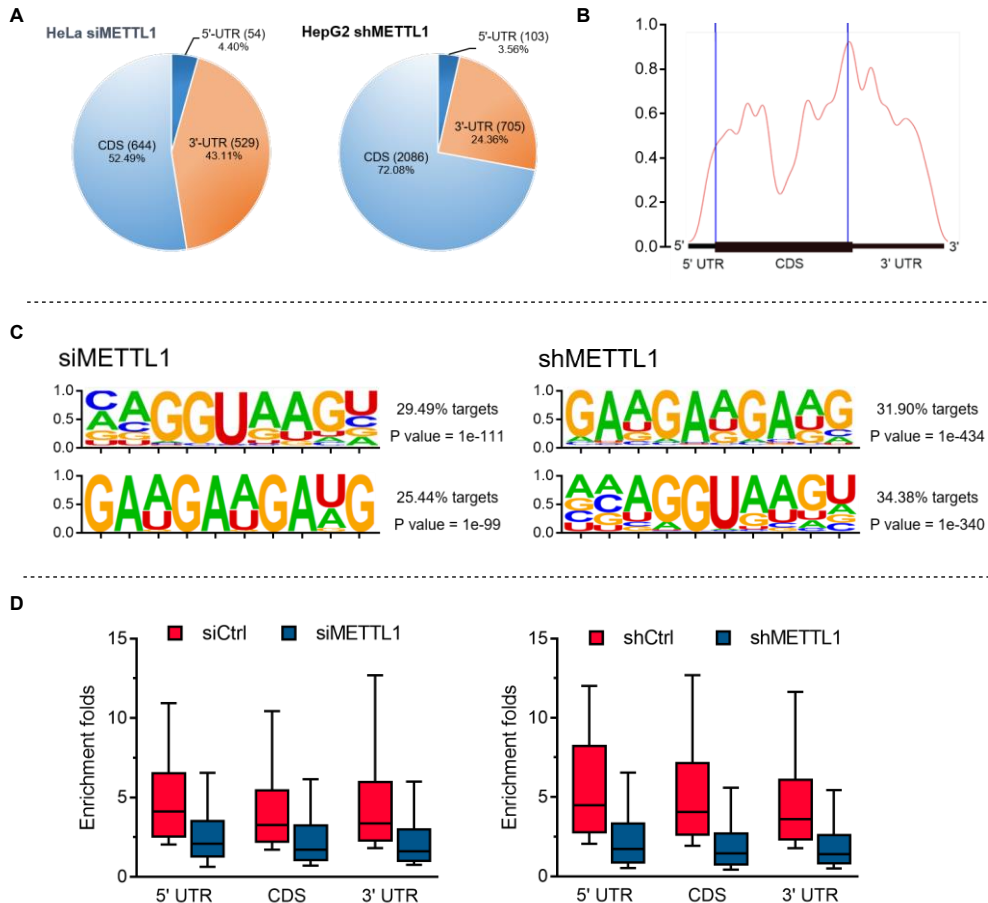 A
HeLa siMETTL1
5'-UTR (54)
4.40%
CDS (644)
52.49%
3'-UTR (529)
43.11%
HepG2 shMETTL1
5'-UTR (103)
3.56%
3'-UTR (705)
24.36%
CDS (2086)
72.08%
B
1.0
0.8
0.6
0.4
0.2
0.0
5'
3'
5' UTR
CDS
3' UTR
C
siMETTL1
1.0
0.5
0.0
CAGGUAAGU
29.49% targets
P value = 1e-111
1.0
0.5
0.0
GAAGAAGAUG
25.44% targets
P value = 1e-99
shMETTL1
1.0
0.5
0.0
GAAGAAGAAG
31.90% targets
P value = 1e-434
1.0
0.5
0.0
AAAGGUAAGU
34.38% targets
P value = 1e-340
D
siCtrl
siMETTL1
Enrichment folds
15
10
5
0
5' UTR
CDS
3' UTR
shCtrl
shMETTL1
Enrichment folds
15
10
5
0
5' UTR
CDS
3' UTR